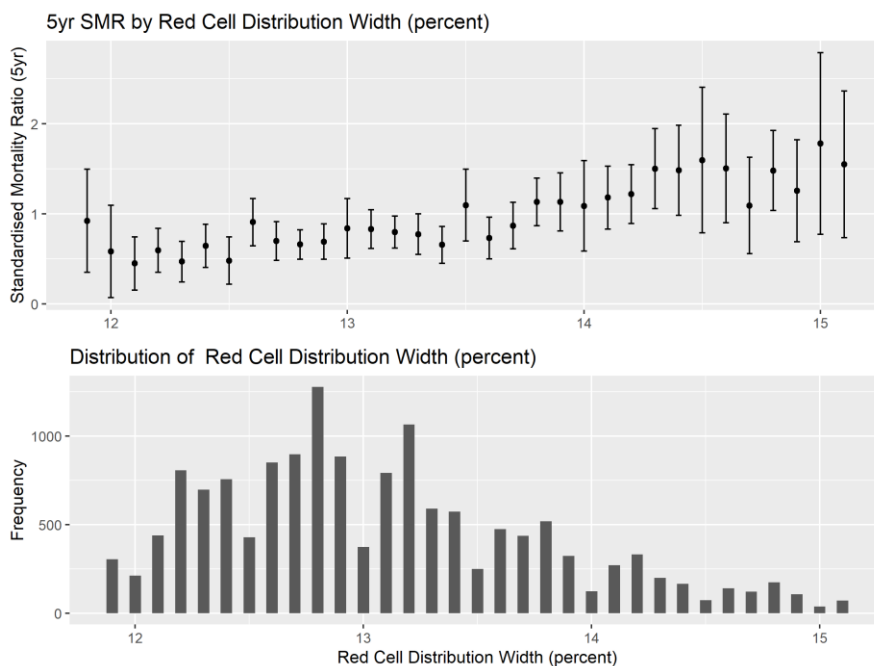 5yr SMR by Red Cell Distribution Width (percent)
Standardised Mortality Ratio (5yr)
2
1
0
12 13 14 15
Distribution of  Red Cell Distribution Width (percent)
Frequency
1000
500
0
12 13 14 15
Red Cell Distribution Width (percent)